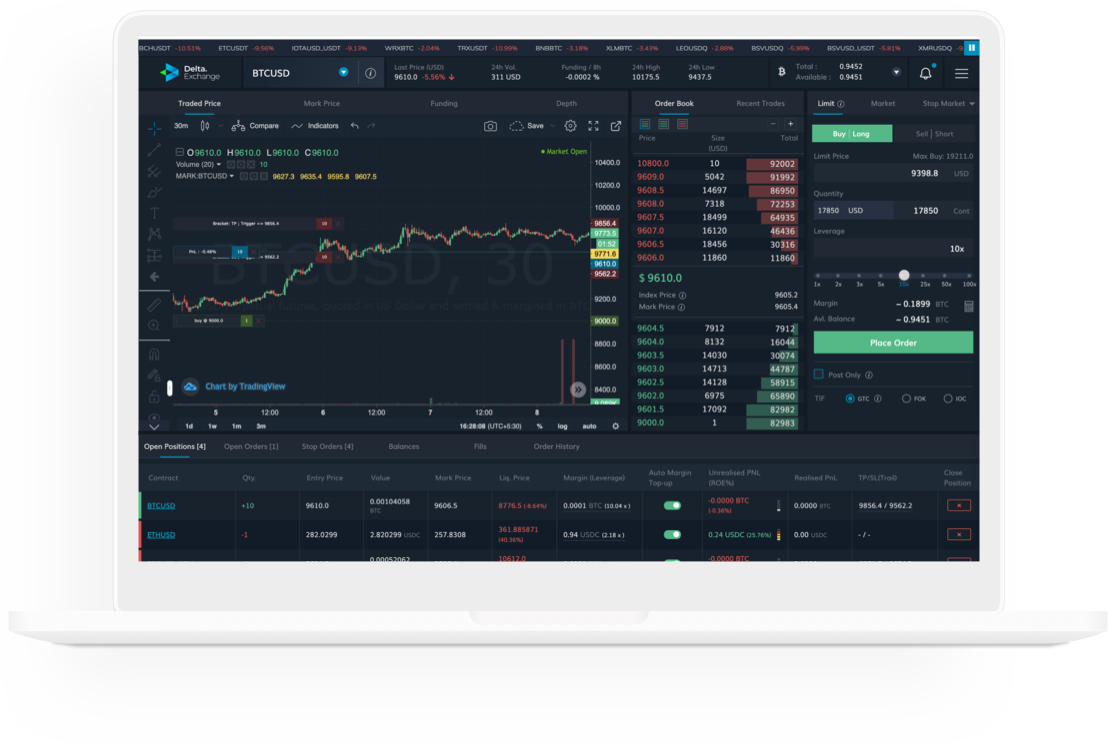 BCHUSDT -10.51% ETCUSDT -9.56% IOTAUSD_USDT -9.13% WRXBTC -2.04% TRXUSDT -10.99% BNBBTC -3.18% XLMBTC -3.43% LEOUSDQ -2.88% BSVUSDQ -5.99% BSVUSD_USDT -5.81% XMRUSDQ
Delta.
Exchange
BTCUSD
Last Price (USD) 24h Vol. Funding / 8h 24h High 24h Low
9610.0 -5.56% ↓ 311 USD -0.0002 % 10175.5 9437.5
Total : 0.9452
Available : 0.9451
Traded Price Mark Price Funding Depth
30m Compare Indicators Save
O9610.0 H9610.0 L9610.0 C9610.0
Market Open
Volume (20) 10
MARK:BTCUSD 9627.3 9635.4 9595.8 9607.5
BTCUSD, 30
Bracket: TP ; Trigger >= 9856.4 10
PnL : -0.46% 10
<= 9562.2 10
Buy @ 9000.0 1
10400.0
10200.0
10000.0
9856.4
9773.5
01:52
9771.6
9610.0
9562.2
9200.0
9000.0
8800.0
8600.0
8400.0
Chart by TradingView
5 12:00 6 12:00 7 12:00 8
1d 1w 1m 3m 16:28:08 (UTC+5:30) % log auto
Order Book Recent Trades
Price Size Total
(USD)
10800.0 10 92002
9609.0 5042 91992
9608.5 14697 86950
9608.0 7318 72253
9607.5 18499 64935
9607.0 16120 46436
9606.5 18456 30316
9606.0 11860 11860
$ 9610.0
Index Price 9605.2
Mark Price 9605.4
9604.5 7912 7912
9604.0 8132 16044
9603.5 14030 30074
9603.0 14713 44787
9602.5 14128 58915
9602.0 6975 65890
9601.5 17092 82982
9000.0 1 82983
Limit Market Stop Market
Buy | Long Sell | Short
Limit Price Max Buy: 19211.0
9398.8 USD
Quantity
17850 USD 17850 Cont
Leverage
10x
1x 2x 3x 5x 10x 25x 50x 100x
Margin ~ 0.1899 BTC
Avl. Balance ~ 0.9451 BTC
Place Order
Post Only
TIF GTC FOK IOC
Open Positions [4] Open Orders [1] Stop Orders [4] Balances Fills Order History
Contract Qty. Entry Price Value Mark Price Liq. Price Margin (Leverage) Auto Margin Top-up Unrealised PNL (ROE%) Realised PnL TP/SL(Trail) Close Position
BTCUSD +10 9610.0 0.00104058 BTC 9606.5 8776.5 (-8.64%) 0.0001 BTC (10.04 x) -0.0000 BTC (-0.36%) 0.0000 BTC 9856.4 / 9562.2
ETHUSD -1 282.0299 2.820299 USDC 257.8308 361.885871 (40.36%) 0.94 USDC (2.18 x) 0.24 USDC (25.76%) 0.00 USDC - / -
0.00052062 10612.0 -0.0000 BTC